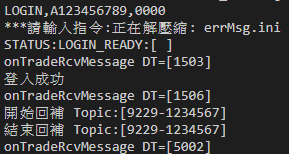 LOGIN,A123456789,0000
***請輸入指令:正在解壓縮: errMsg.ini
STATUS:LOGIN_READY:[ ]
onTradeRcvMessage DT=[1503]
登入成功
onTradeRcvMessage DT=[1506]
開始回補 Topic:[9229-1234567]
結束回補 Topic:[9229-1234567]
onTradeRcvMessage DT=[5002]